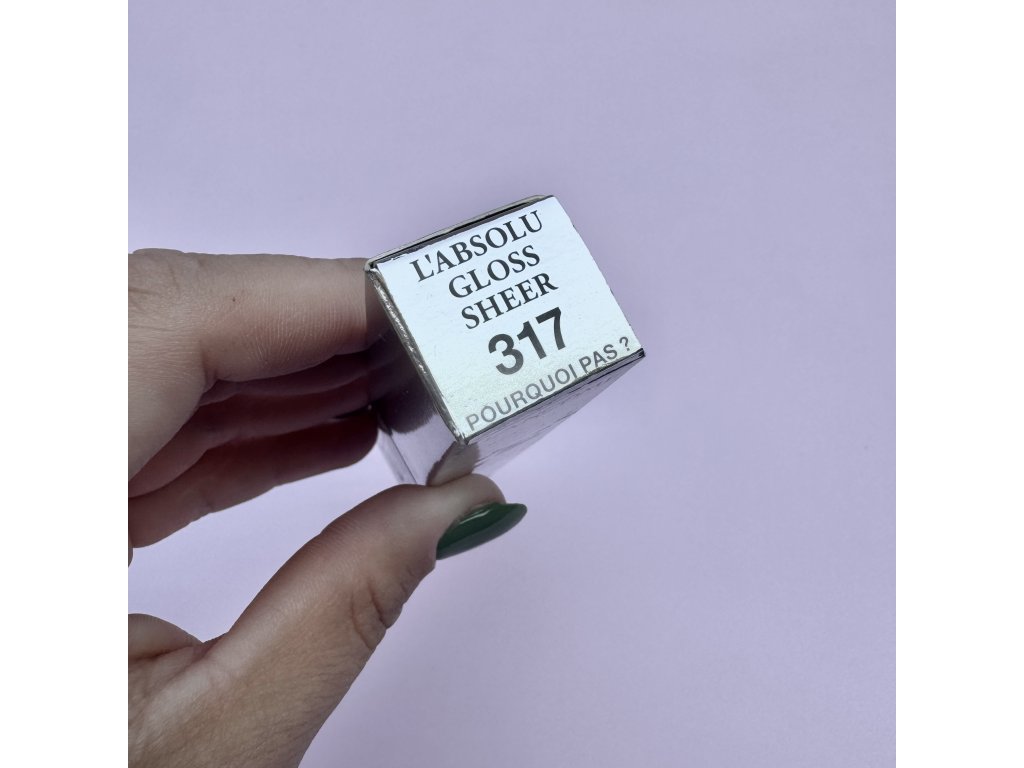 L'ABSOLU
GLOSS
SHEER
317
POURQUOI PAS ?